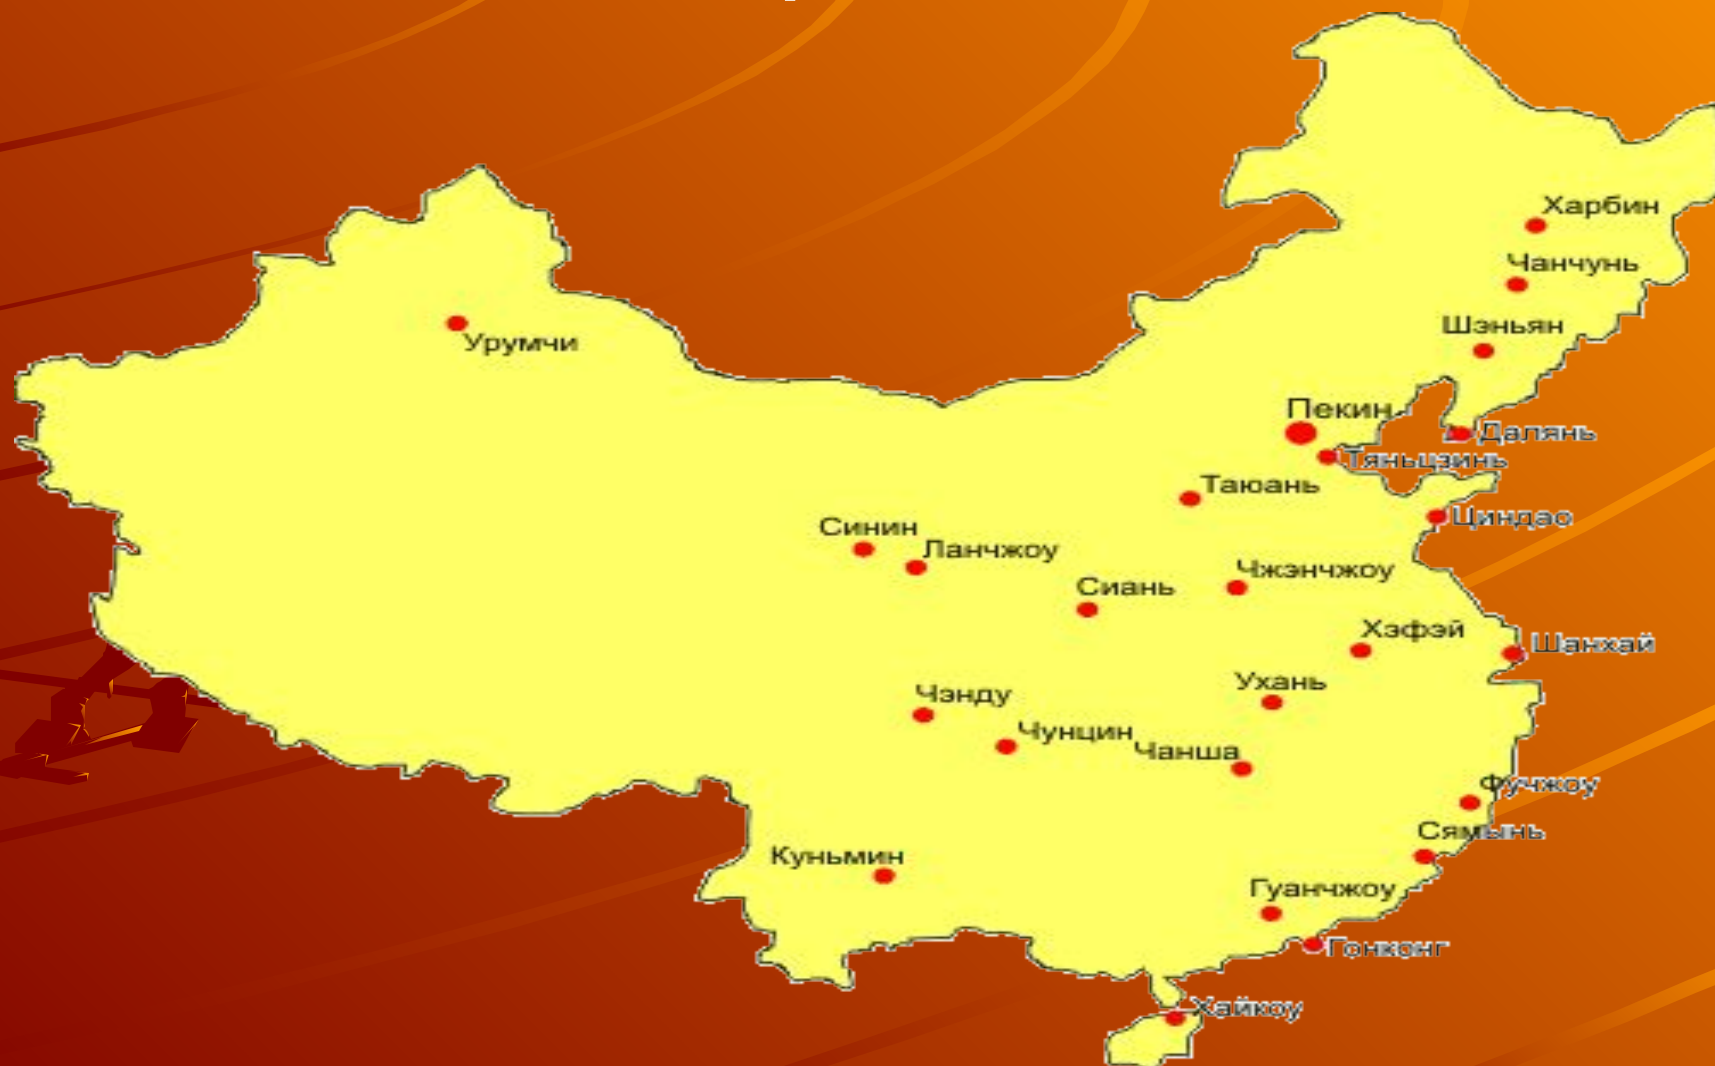 Харбин
Чанчунь
Урумчи
Шэньян
Пекин
Далянь
Тяньцзинь
Таюань
Циндао
Синин
Ланчжоу
Чжэнчжоу
Сиань
Хэфэй
Шанхай
Ухань
Чэнду
Чунцин
Чанша
Фучжоу
Сямынь
Куньмин
Гуанчжоу
Гонконг
Хайкоу